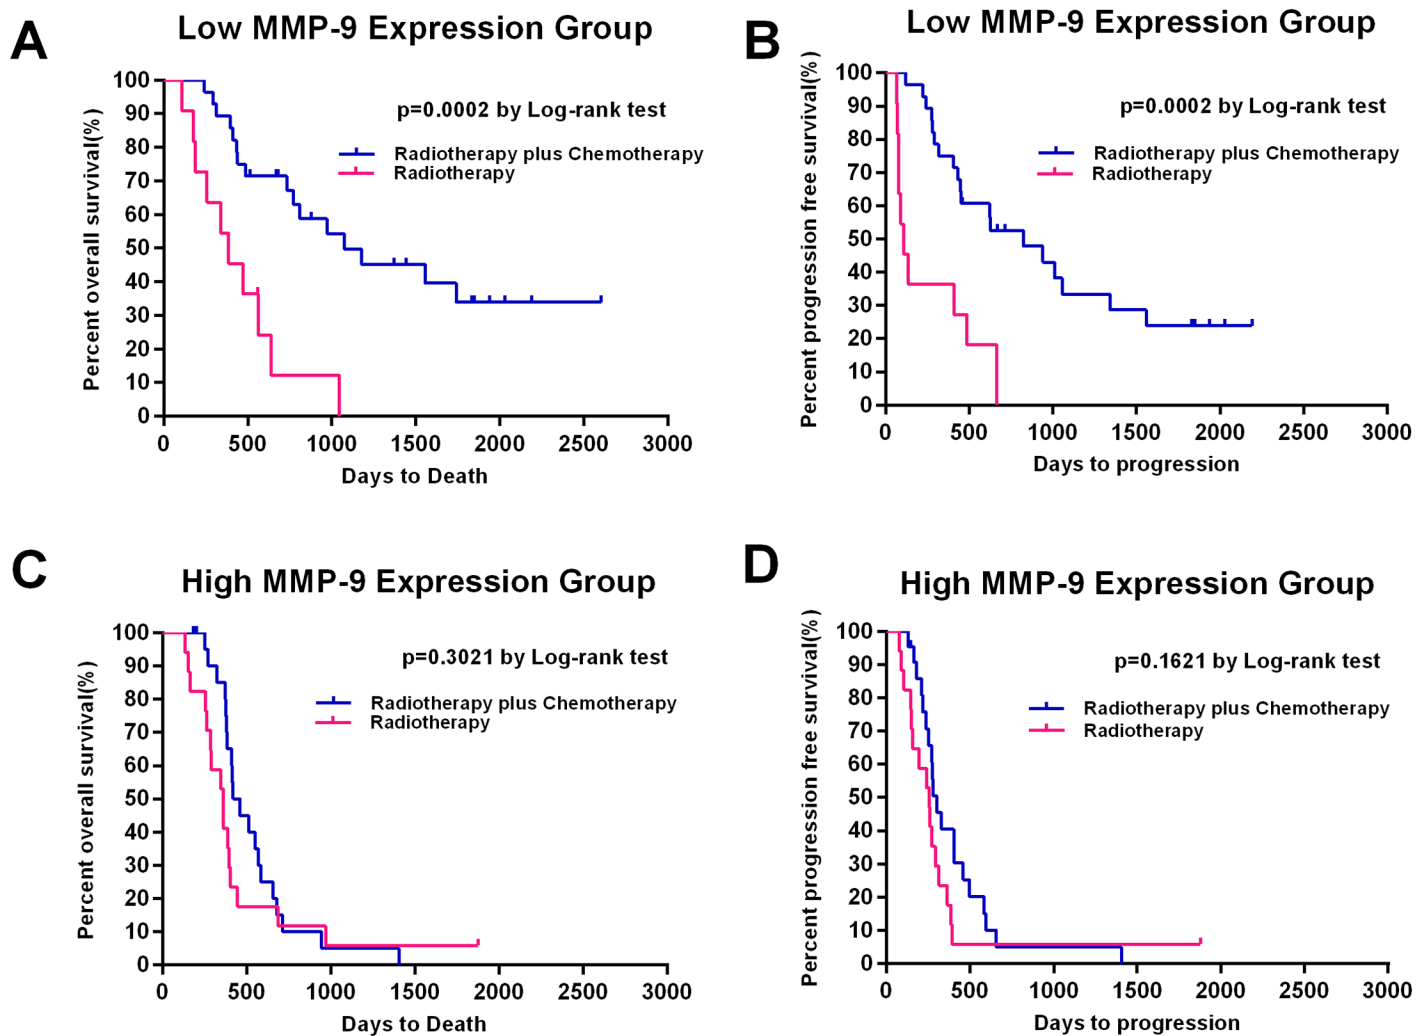 A
Low MMP-9 Expression Group
Percent overall survival(%)
100
90
80
70
60
50
40
30
20
10
0
p=0.0002 by Log-rank test
Radiotherapy plus Chemotherapy
Radiotherapy
0 500 1000 1500 2000 2500 3000
Days to Death
B
Low MMP-9 Expression Group
Percent progression free survival(%)
100
90
80
70
60
50
40
30
20
10
0
p=0.0002 by Log-rank test
Radiotherapy plus Chemotherapy
Radiotherapy
0 500 1000 1500 2000 2500 3000
Days to progression
C
High MMP-9 Expression Group
Percent overall survival(%)
100
90
80
70
60
50
40
30
20
10
0
p=0.3021 by Log-rank test
Radiotherapy plus Chemotherapy
Radiotherapy
0 500 1000 1500 2000 2500 3000
Days to Death
D
High MMP-9 Expression Group
Percent progression free survival(%)
100
90
80
70
60
50
40
30
20
10
0
p=0.1621 by Log-rank test
Radiotherapy plus Chemotherapy
Radiotherapy
0 500 1000 1500 2000 2500 3000
Days to progression